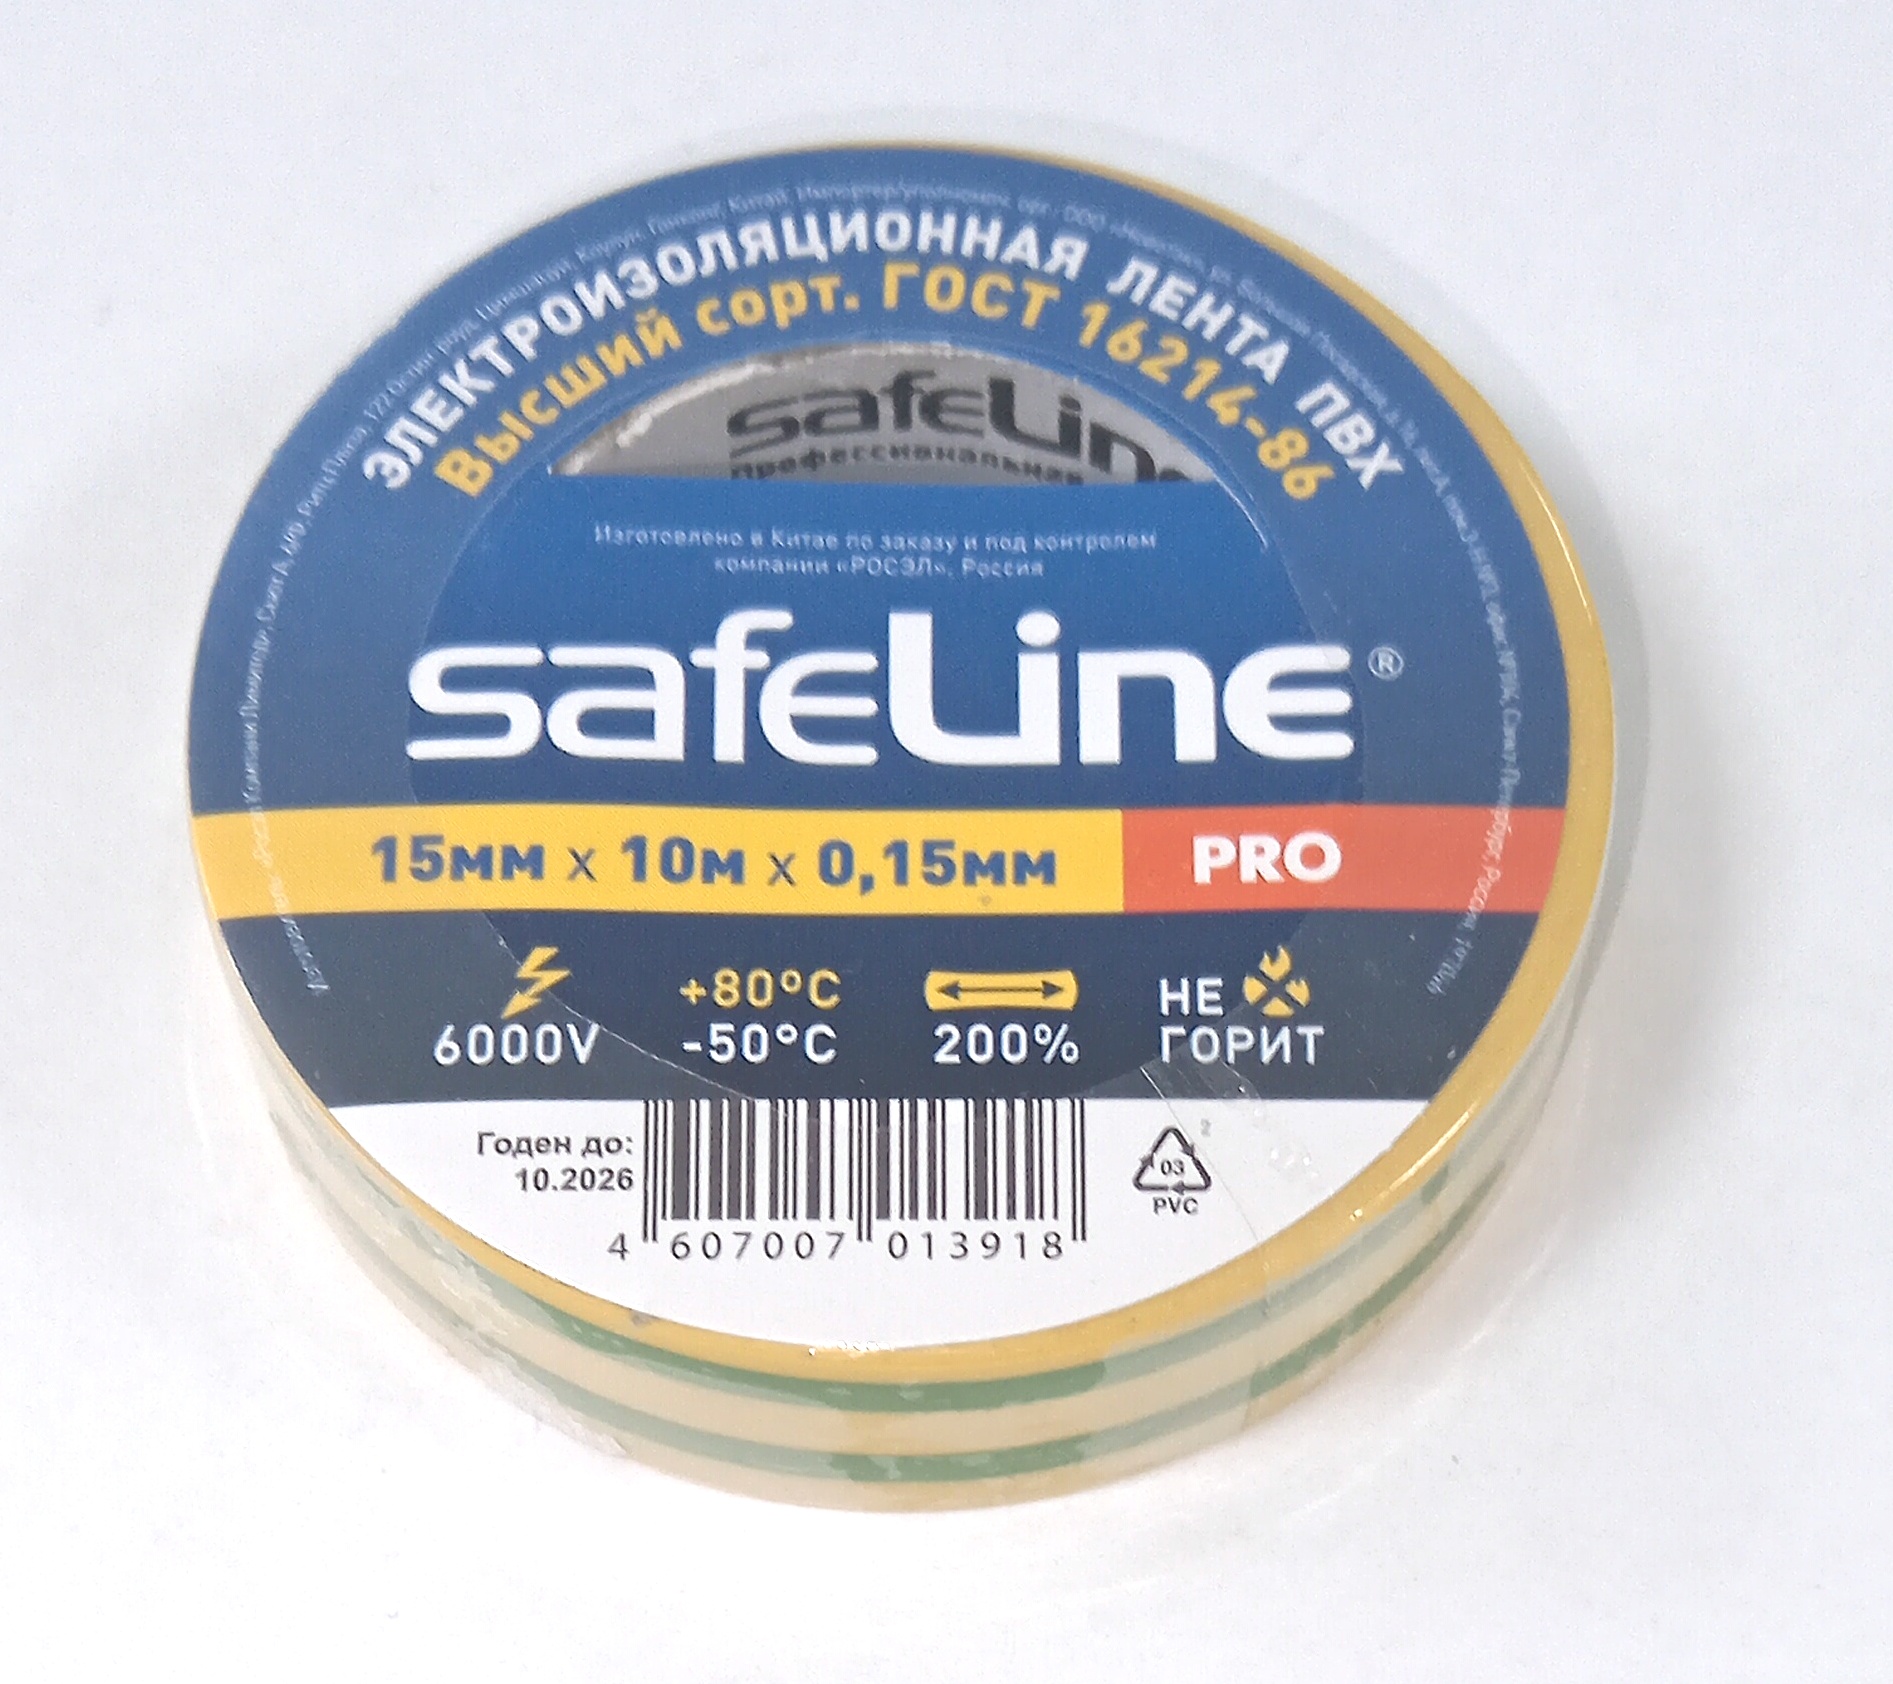 ЭЛЕКТРОИЗОЛЯЦИОННАЯ ЛЕНТА ПВХ
Высший сорт. ГОСТ 16214-86
safeLine
Профессиональная
Изготовлено в Китае по заказу и под контролем
компании «РОСЭЛ», Россия
safeLine®
15мм х 10м х 0,15мм PRO
+80°C НЕ
6000V -50°C 200% ГОРИТ
Годен до:
10.2026
4 607007 013918
2
03
PVC